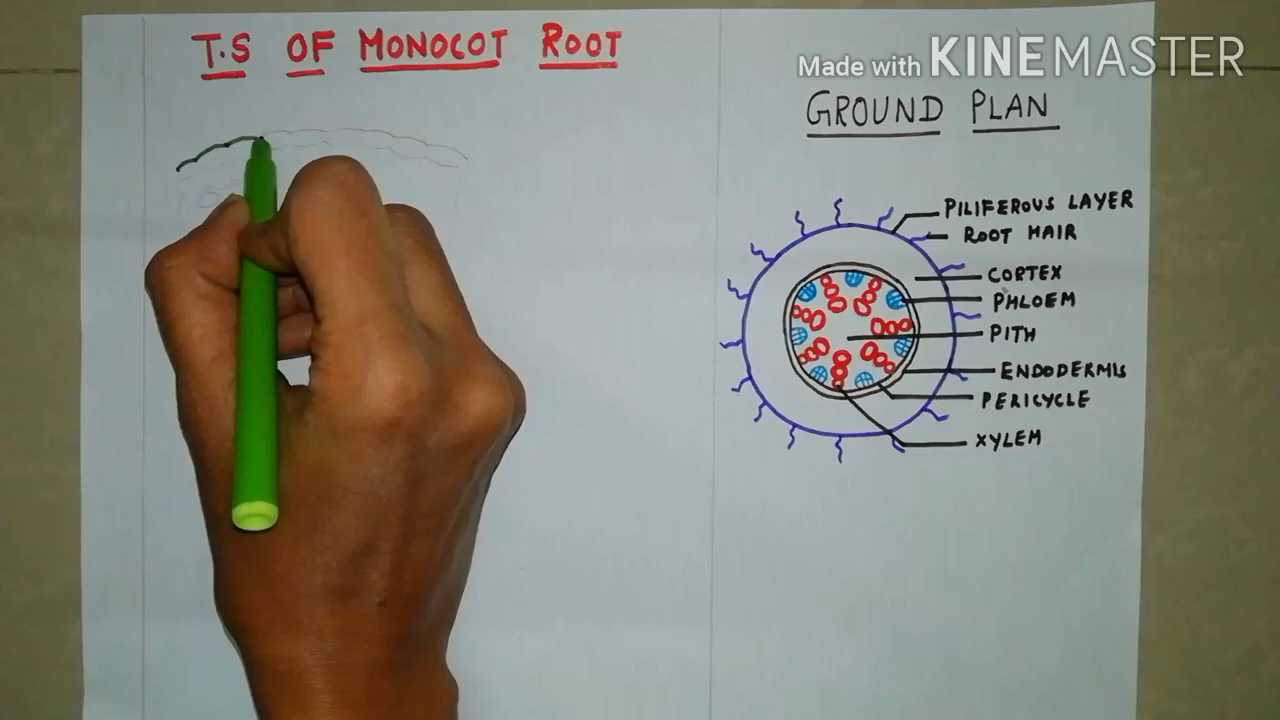 T.S OF MONOCOT ROOT
Made with KINEMASTER
GROUND PLAN
PILIFEROUS LAYER
ROOT HAIR
CORTEX
PHLOEM
PITH
ENDODERMIS
PERICYCLE
XYLEM